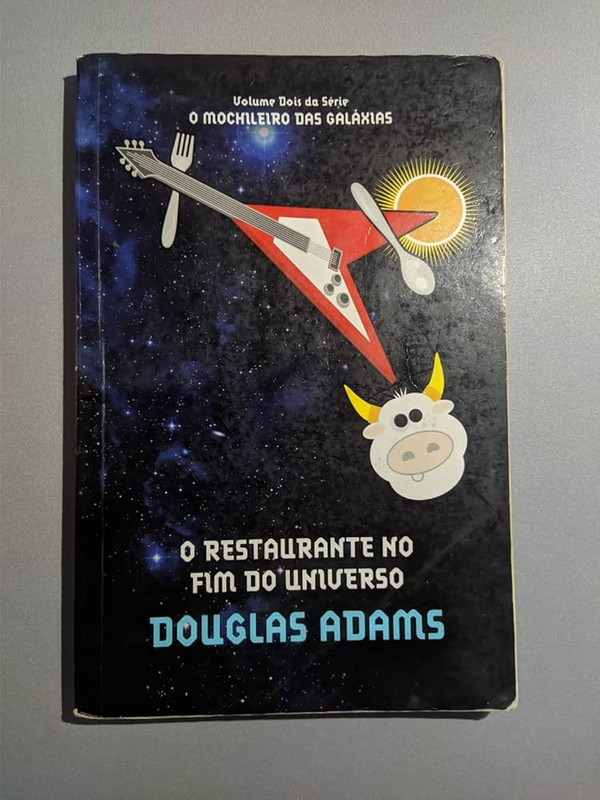 Volume Dois da Série
O MOCHILEIRO DAS GALÁXIAS
O RESTAURANTE NO
FIM DO UNIVERSO
DOUGLAS ADAMS